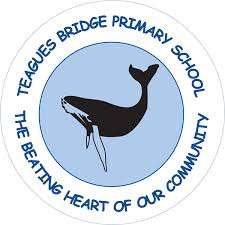 TEAGUES BRIDGE PRIMARY SCHOOL
THE BEATING HEART OF OUR COMMUNITY